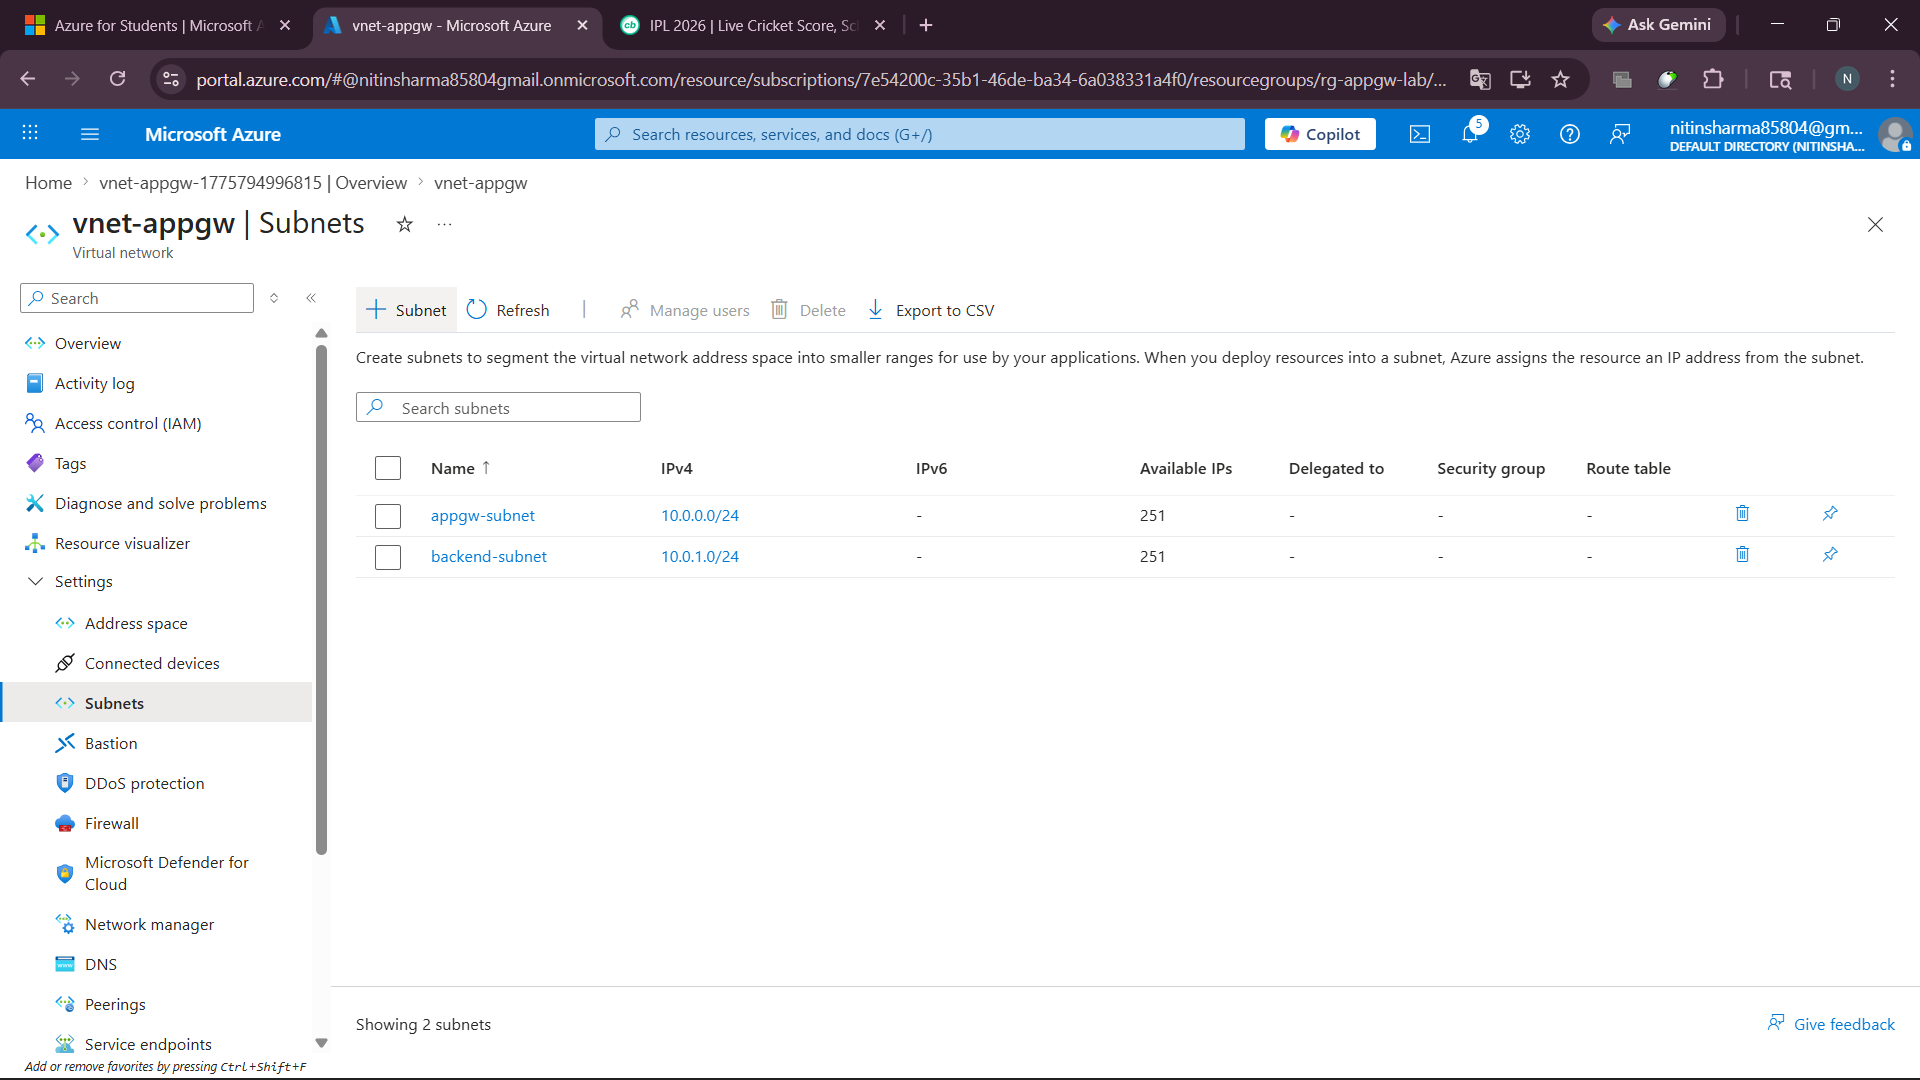 Azure for Students | Microsoft A
vnet-appgw - Microsoft Azure
IPL 2026 | Live Cricket Score, Sc
Ask Gemini
portal.azure.com/#@nitinsharma85804gmail.onmicrosoft.com/resource/subscriptions/7e54200c-35b1-46de-ba34-6a038331a4f0/resourcegroups/rg-appgw-lab/...
N
Microsoft Azure
Search resources, services, and docs (G+/)
Copilot
5
nitinsharma85804@gm...
DEFAULT DIRECTORY (NITINSHA...
Home > vnet-appgw-1775794996815 | Overview > vnet-appgw
vnet-appgw | Subnets
Virtual network
Search
Subnet
Refresh
Manage users
Delete
Export to CSV
Overview
Activity log
Access control (IAM)
Tags
Diagnose and solve problems
Resource visualizer
Settings
Address space
Connected devices
Subnets
Bastion
DDoS protection
Firewall
Microsoft Defender for
Cloud
Network manager
DNS
Peerings
Service endpoints
Add or remove favorites by pressing Ctrl+Shift+F
Create subnets to segment the virtual network address space into smaller ranges for use by your applications. When you deploy resources into a subnet, Azure assigns the resource an IP address from the subnet.
Search subnets
Name ↑ IPv4 IPv6 Available IPs Delegated to Security group Route table
appgw-subnet 10.0.0.0/24 - 251 - - -
backend-subnet 10.0.1.0/24 - 251 - - -
Showing 2 subnets
Give feedback